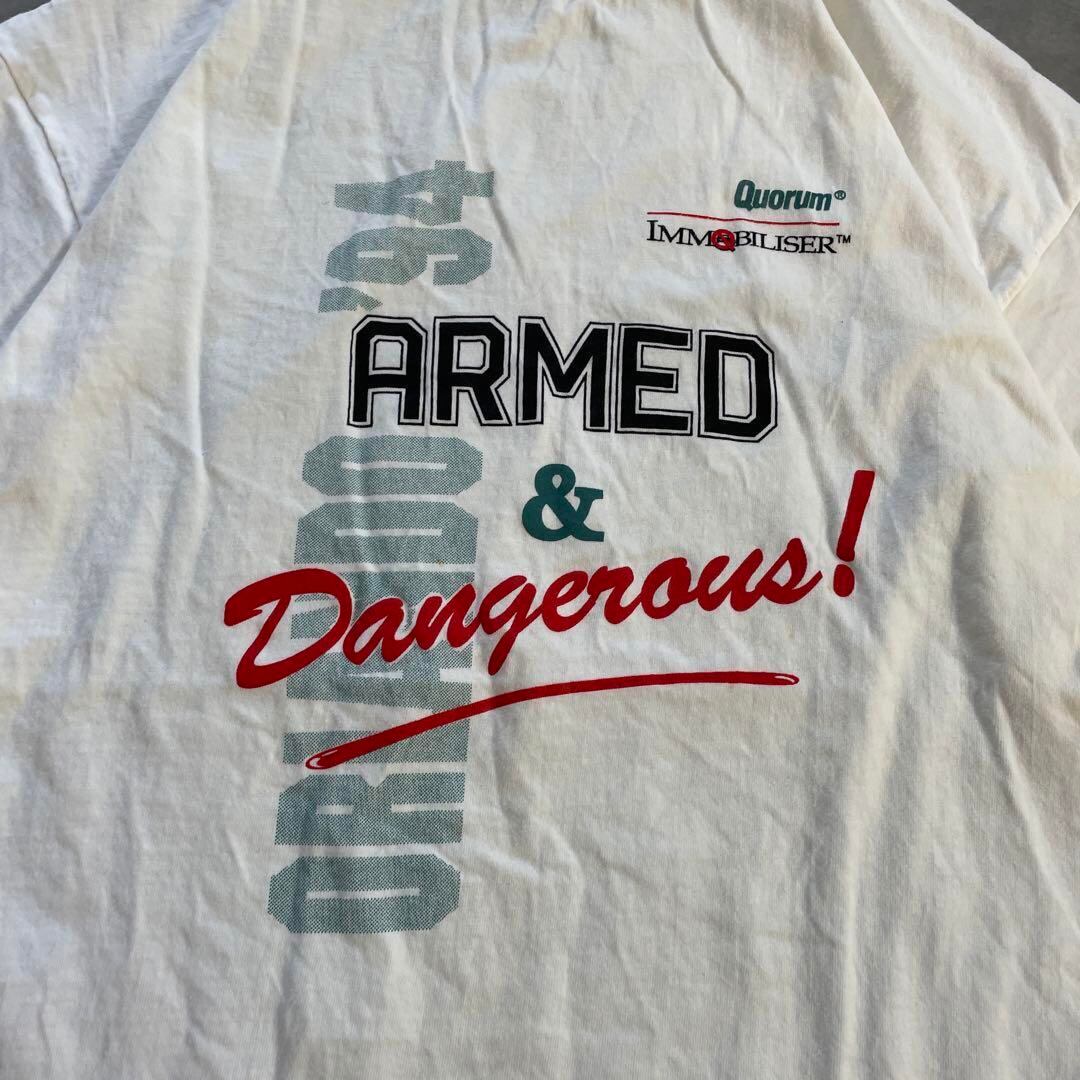 Quorum®
IMMOBILISER™
ORLANDO '94
ARMED
&
Dangerous!